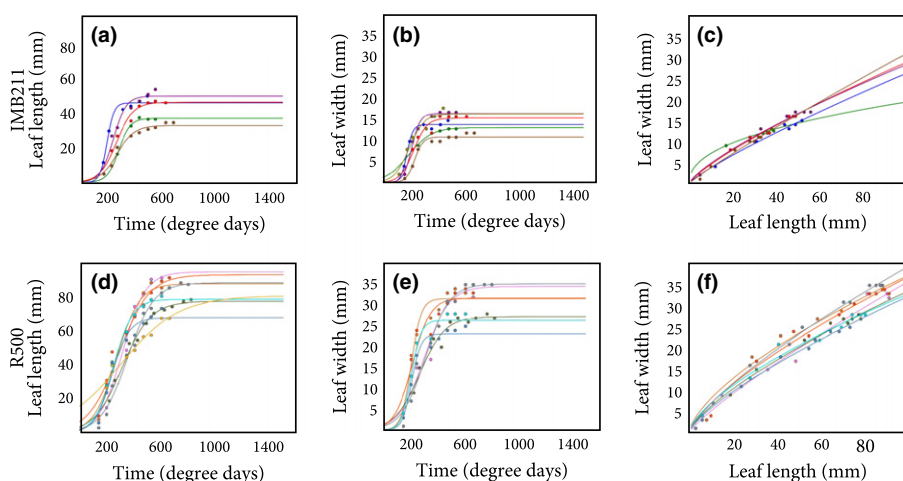 IMB211
Leaf length (mm)
(a)
80
60
40
20
200 600 1000 1400
Time (degree days)
Leaf width (mm)
(b)
35
30
25
20
15
10
5
200 600 1000 1400
Time (degree days)
Leaf width (mm)
(c)
35
30
25
20
15
10
5
20 40 60 80
Leaf length (mm)
R500
Leaf length (mm)
(d)
80
60
40
20
200 600 1000 1400
Time (degree days)
Leaf width (mm)
(e)
35
30
25
20
15
10
5
200 600 1000 1400
Time (degree days)
Leaf width (mm)
(f)
35
30
25
20
15
10
5
20 40 60 80
Leaf length (mm)